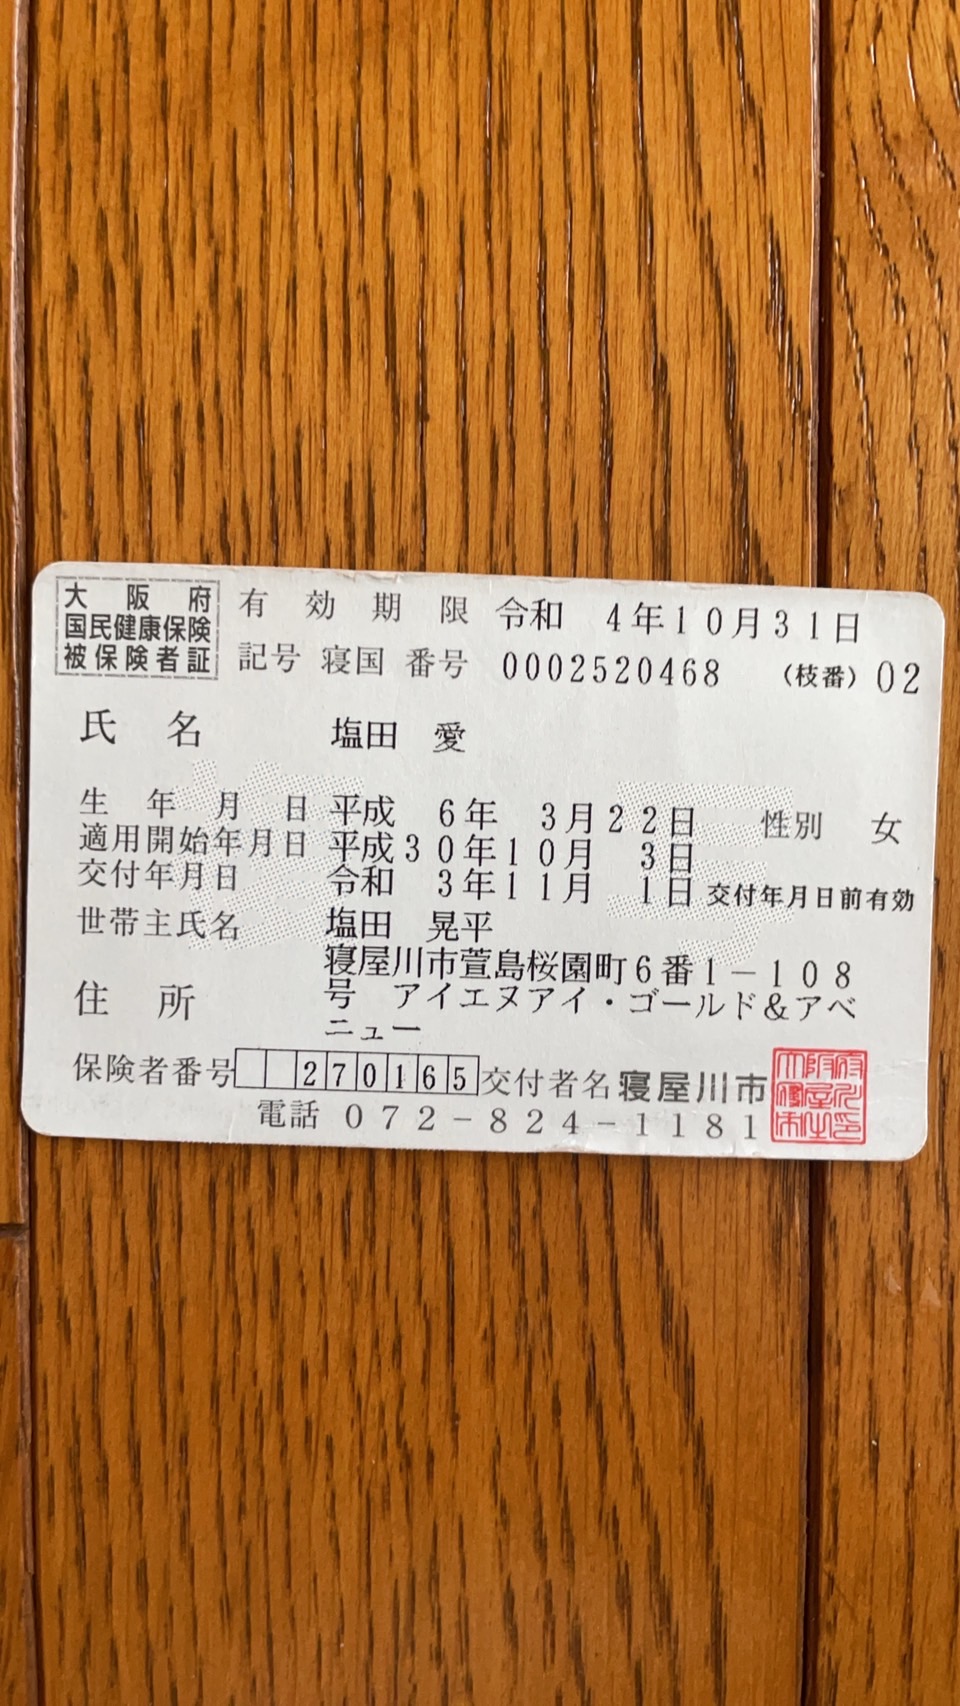 大阪府
国民健康保険
被保険者証
有効期限 令和 4年10月31日
記号 寝国 番号 0002520468 (枝番) 02
氏名 塩田 愛
生年月日 平成 6年 3月22日 性別 女
適用開始年月日 平成30年10月 3日
交付年月日 令和 3年11月 1日 交付年月日前有効
世帯主氏名 塩田 晃平
住所 寝屋川市萱島桜園町6番1-108
号 アイエヌアイ・ゴールド&アベ
ニュー
保険者番号 270165 交付者名 寝屋川市
電話 072-824-1181